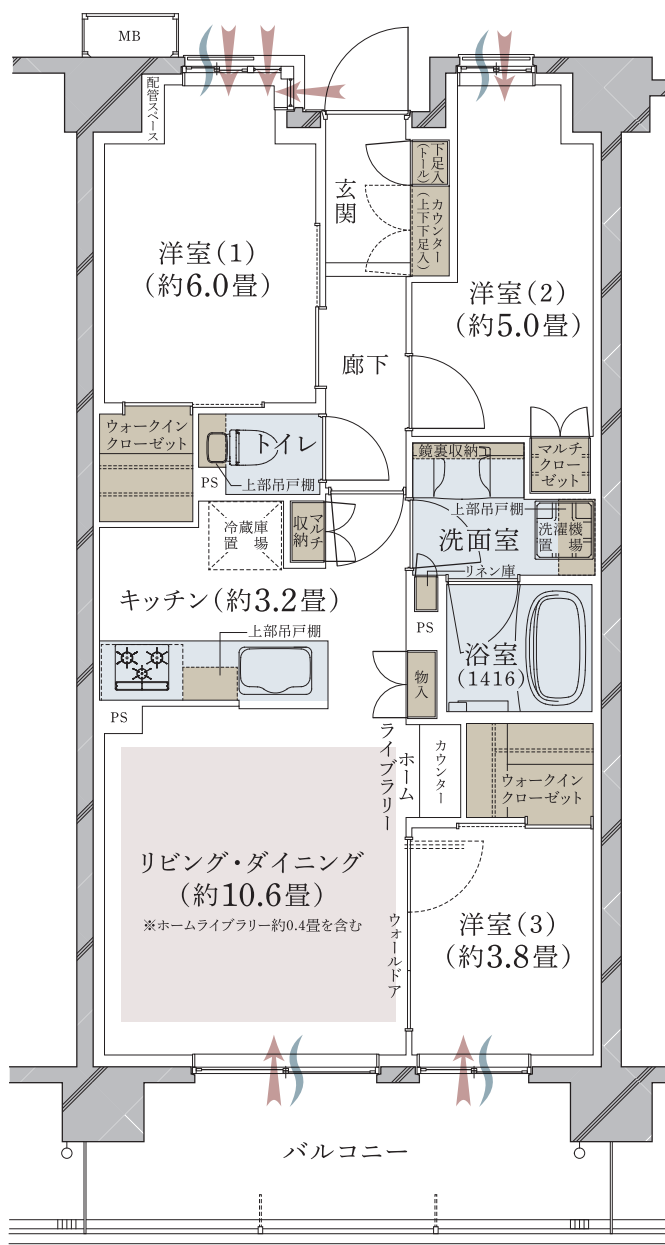 MB
配管スペース
下足入
(トール)
カウンター
(上下下足入)
玄関
洋室(1)
(約6.0畳)
洋室(2)
(約5.0畳)
廊下
ウォークイン
クローゼット
トイレ
PS
上部吊戸棚
鏡裏収納
マルチ
クロー
ゼット
冷蔵庫
置場
マルチ
収納
上部吊戸棚
洗面室
洗濯機
置場
リネン庫
キッチン(約3.2畳)
上部吊戸棚
PS
浴室
(1416)
物入
PS
ホーム
ライブラリー
カウンター
ウォークイン
クローゼット
リビング・ダイニング
(約10.6畳)
※ホームライブラリー約0.4畳を含む
ウォールドア
洋室(3)
(約3.8畳)
バルコニー